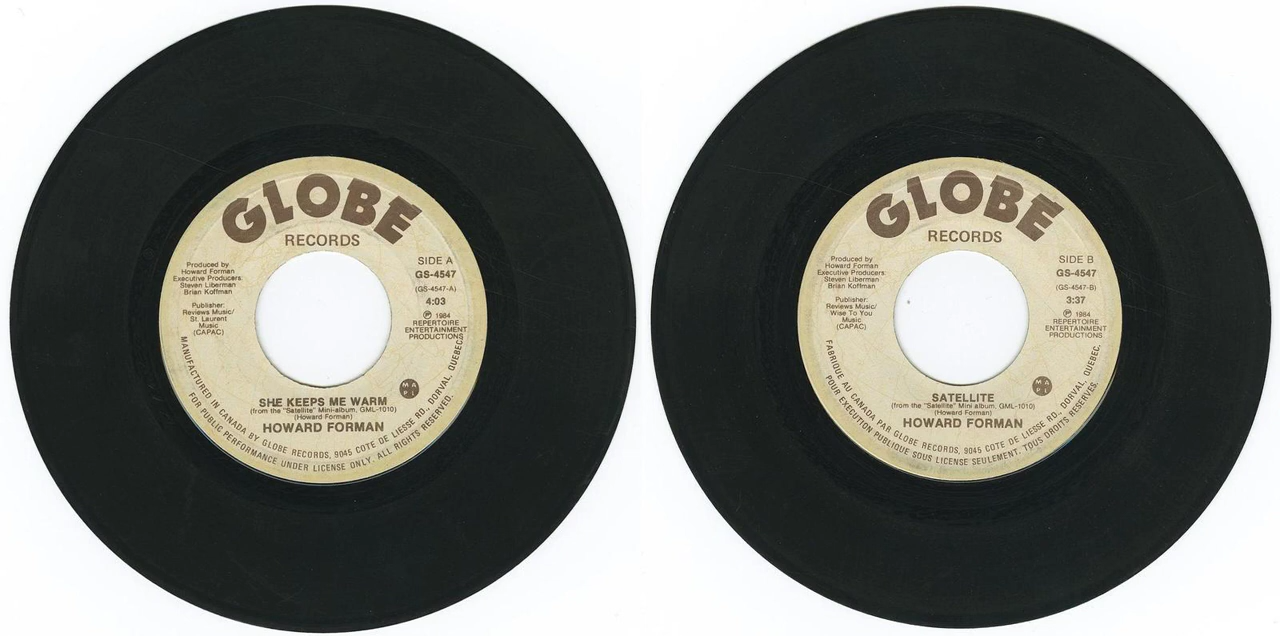 GLOBE
RECORDS
Produced by
Howard Forman
Executive Producers:
Steven Liberman
Brian Koffman
Publisher:
Reviews Music/
St. Laurent
Music
(CAPAC)
SIDE A
GS-4547
(GS-4547-A)
4:03
℗ 1984
REPERTOIRE
ENTERTAINMENT
PRODUCTIONS
MAPL
SHE KEEPS ME WARM
(from the "Satellite" Mini-album, GML-1010)
(Howard Forman)
HOWARD FORMAN
MANUFACTURED IN CANADA BY GLOBE RECORDS, 9045 COTE DE LIESSE RD., DORVAL, QUEBEC.
FOR PUBLIC PERFORMANCE UNDER LICENSE ONLY. ALL RIGHTS RESERVED.
GLOBE
RECORDS
Produced by
Howard Forman
Executive Producers:
Steven Liberman
Brian Koffman
Publisher:
Reviews Music/
Wise To You
Music
(CAPAC)
SIDE B
GS-4547
(GS-4547-B)
3:37
℗ 1984
REPERTOIRE
ENTERTAINMENT
PRODUCTIONS
MAPL
SATELLITE
(from the "Satellite" Mini album, GML-1010)
(Howard Forman)
HOWARD FORMAN
FABRIQUE AU CANADA PAR GLOBE RECORDS, 9045 COTE DE LIESSE RD., DORVAL, QUEBEC.
POUR EXECUTION PUBLIQUE SOUS LICENSE SEULEMENT. TOUS DROITS RESERVES.